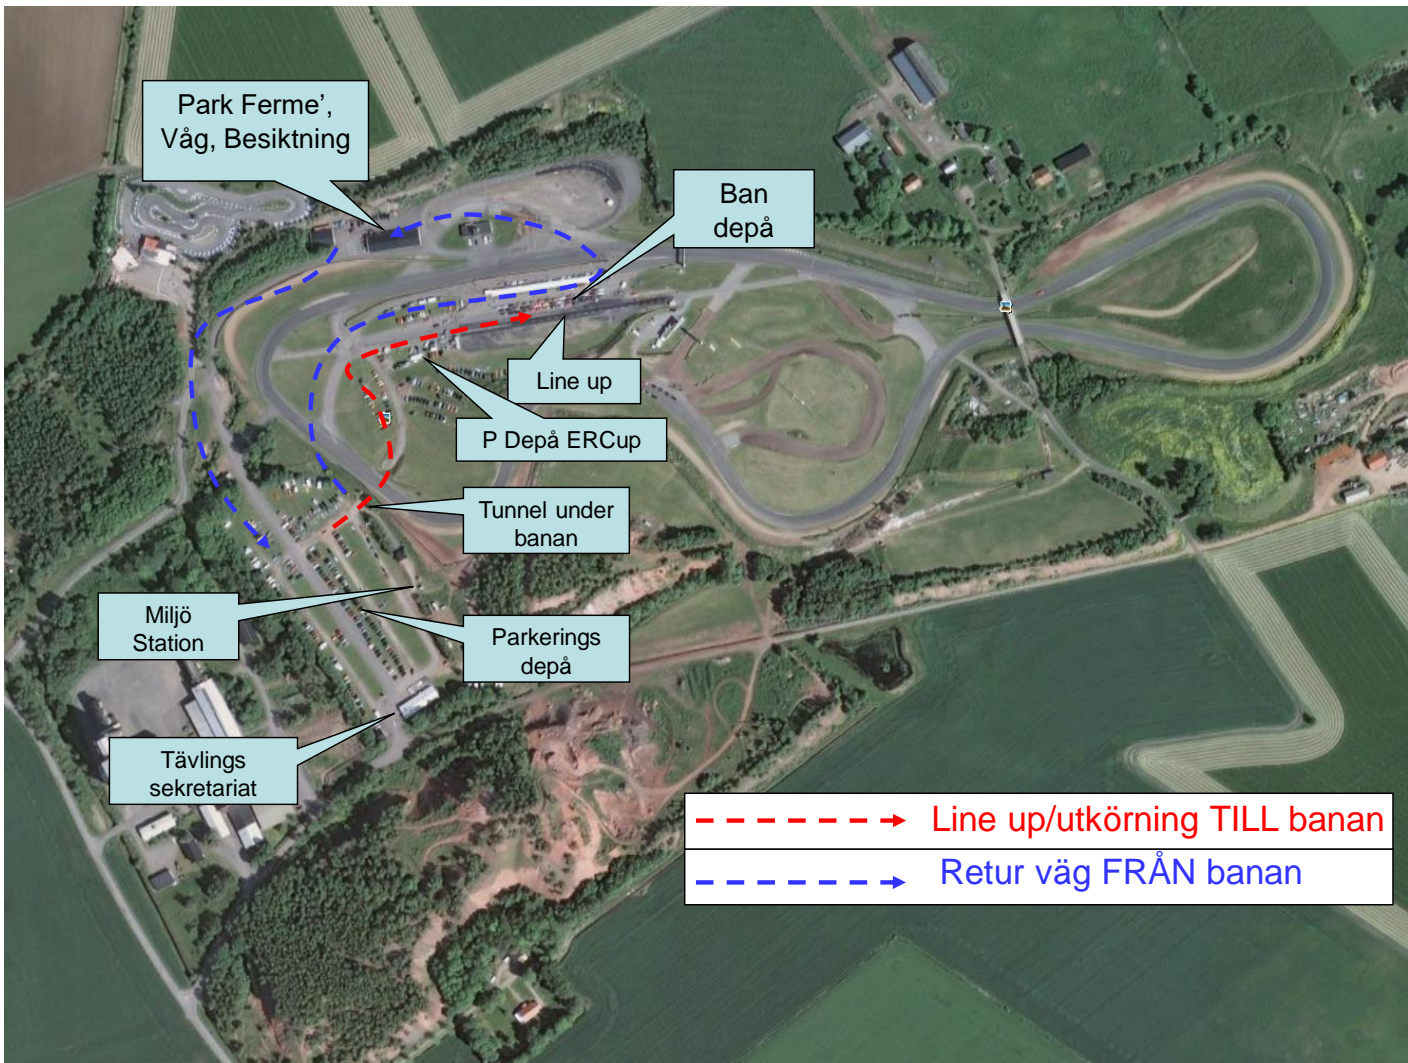 Park Ferme’,
Våg, Besiktning
Ban
depå
Line up
P Depå ERCup
Tunnel under
banan
Miljö
Station
Parkerings
depå
Tävlings
sekretariat
Line up/utkörning TILL banan
Retur väg FRÅN banan